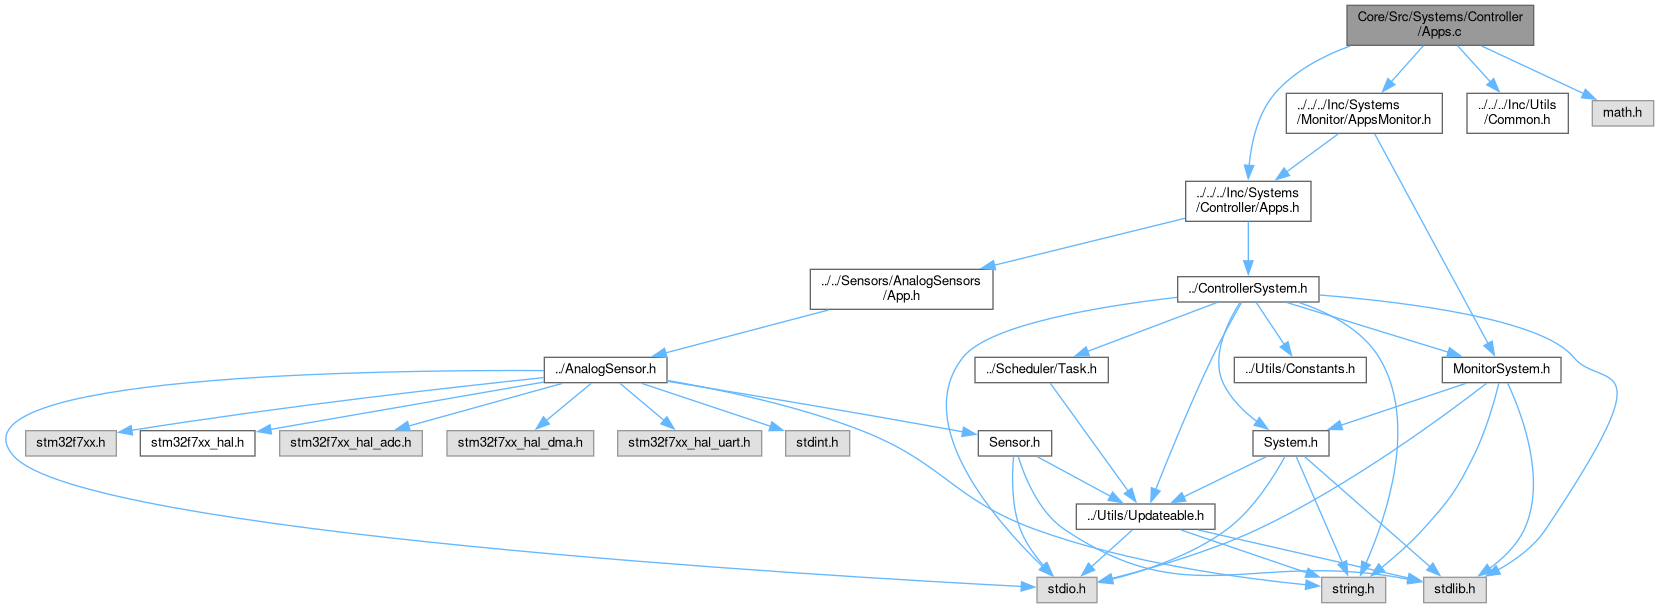 Core/Src/Systems/Controller
/Apps.c
../../../Inc/Systems
/Monitor/AppsMonitor.h
../../../Inc/Utils
/Common.h
math.h
../../../Inc/Systems
/Controller/Apps.h
../../Sensors/AnalogSensors
/App.h
../ControllerSystem.h
../AnalogSensor.h
../Scheduler/Task.h
../Utils/Constants.h
MonitorSystem.h
stm32f7xx.h
stm32f7xx_hal.h
stm32f7xx_hal_adc.h
stm32f7xx_hal_dma.h
stm32f7xx_hal_uart.h
stdint.h
Sensor.h
System.h
../Utils/Updateable.h
stdio.h
string.h
stdlib.h